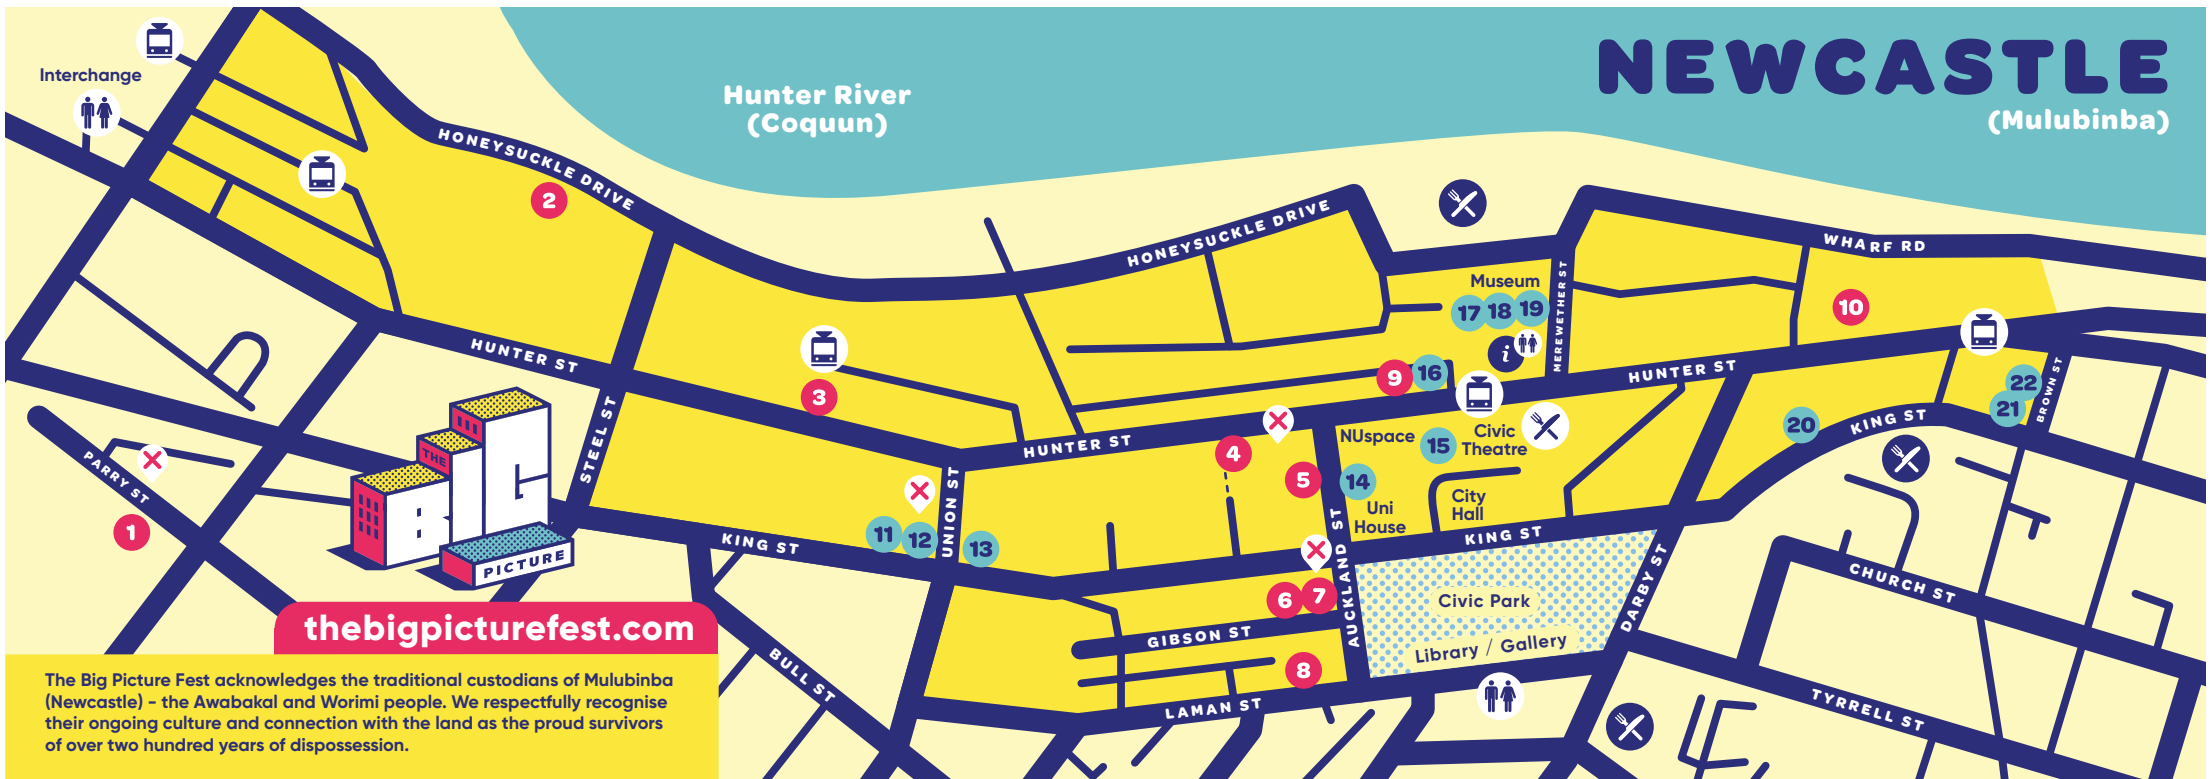 NEWCASTLE
(Mulubinba)
Hunter River
(Coquun)
Interchange
HONEYSUCKLE DRIVE
2
HONEYSUCKLE DRIVE
WHARF RD
MEREWETHER ST
Museum
17 18 19
i
10
HUNTER ST
3
9
16
HUNTER ST
22
21
BROWN ST
20
KING ST
HUNTER ST
STEEL ST
4
NUspace
15
Civic
Theatre
5
14
Uni
House
City
Hall
PARRY ST
1
THE
BIG
PICTURE
UNION ST
11
12
13
KING ST
KING ST
AUCKLAND ST
DARBY ST
6
7
Civic Park
Library / Gallery
CHURCH ST
GIBSON ST
8
LAMAN ST
BULL ST
TYRRELL ST
thebigpicturefest.com
The Big Picture Fest acknowledges the traditional custodians of Mulubinba
(Newcastle) - the Awabakal and Worimi people. We respectfully recognise
their ongoing culture and connection with the land as the proud survivors
of over two hundred years of dispossession.